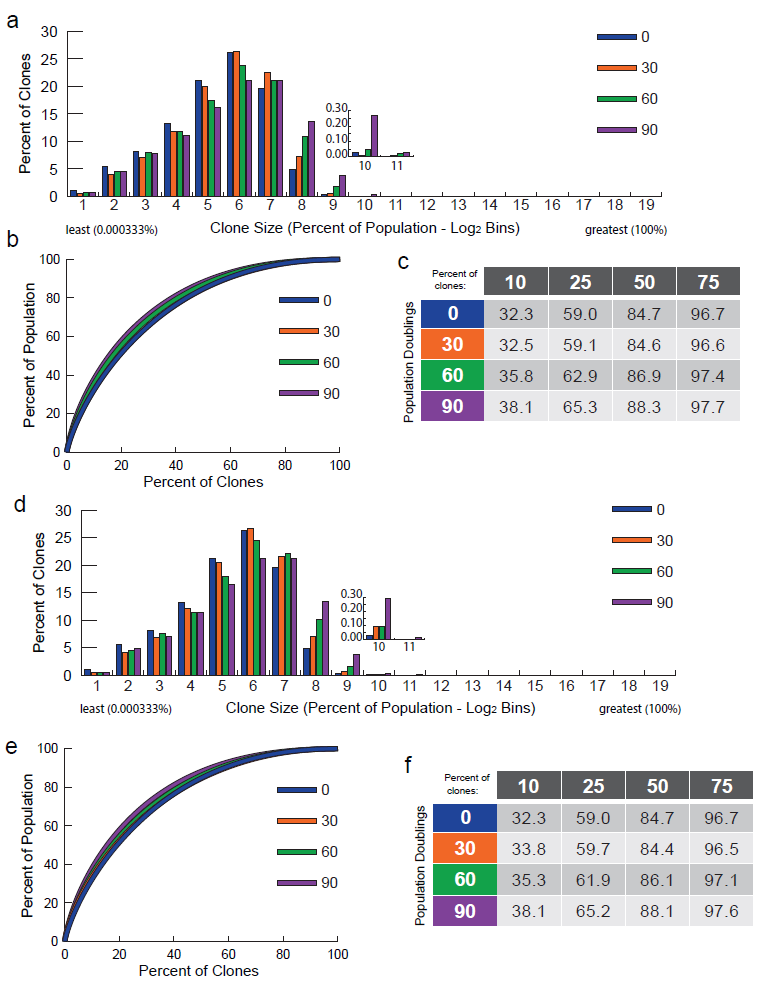 a
30
25
20
15
10
5
0
Percent of Clones
0
30
60
90
0.30
0.20
0.10
0.00
10 11
1 2 3 4 5 6 7 8 9 10 11 12 13 14 15 16 17 18 19
least (0.000333%) Clone Size (Percent of Population - Log2 Bins) greatest (100%)
b
100
80
60
40
20
0
Percent of Population
0
30
60
90
0 20 40 60 80 100
Percent of Clones
c
Percent of
clones:
10 25 50 75
Population Doublings
0 32.3 59.0 84.7 96.7
30 32.5 59.1 84.6 96.6
60 35.8 62.9 86.9 97.4
90 38.1 65.3 88.3 97.7
d
30
25
20
15
10
5
0
Percent of Clones
0
30
60
90
0.30
0.20
0.10
0.00
10 11
1 2 3 4 5 6 7 8 9 10 11 12 13 14 15 16 17 18 19
least (0.000333%) Clone Size (Percent of Population - Log2 Bins) greatest (100%)
e
100
80
60
40
20
0
Percent of Population
0
30
60
90
0 20 40 60 80 100
Percent of Clones
f
Percent of
clones:
10 25 50 75
Population Doublings
0 32.3 59.0 84.7 96.7
30 33.8 59.7 84.4 96.5
60 35.3 61.9 86.1 97.1
90 38.1 65.2 88.1 97.6